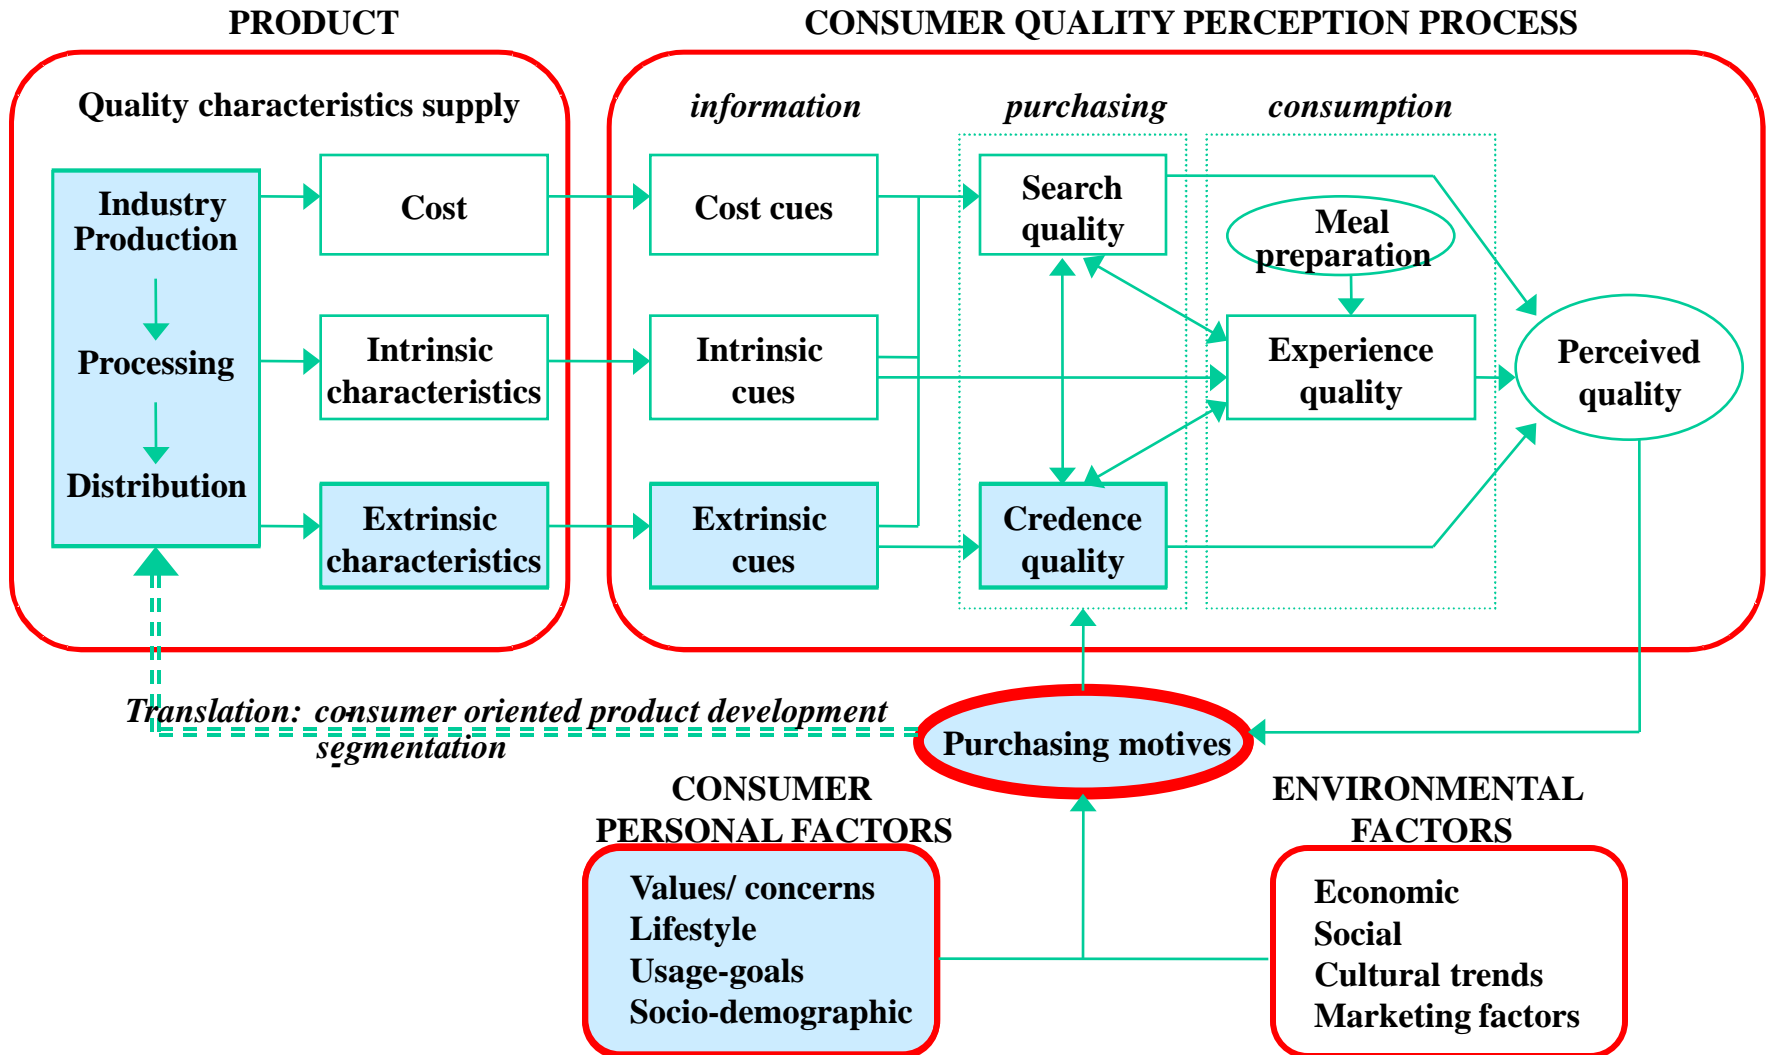 PRODUCT
CONSUMER QUALITY PERCEPTION PROCESS
Quality characteristics supply
information
purchasing
consumption
Industry
Production
Processing
Distribution
Cost
Intrinsic
characteristics
Extrinsic
characteristics
Cost cues
Intrinsic
cues
Extrinsic
cues
Search
quality
Credence
quality
Meal
preparation
Experience
quality
Perceived
quality
Translation: consumer oriented product development
segmentation
Purchasing motives
CONSUMER
PERSONAL FACTORS
Values/ concerns
Lifestyle
Usage-goals
Socio-demographic
ENVIRONMENTAL
FACTORS
Economic
Social
Cultural trends
Marketing factors